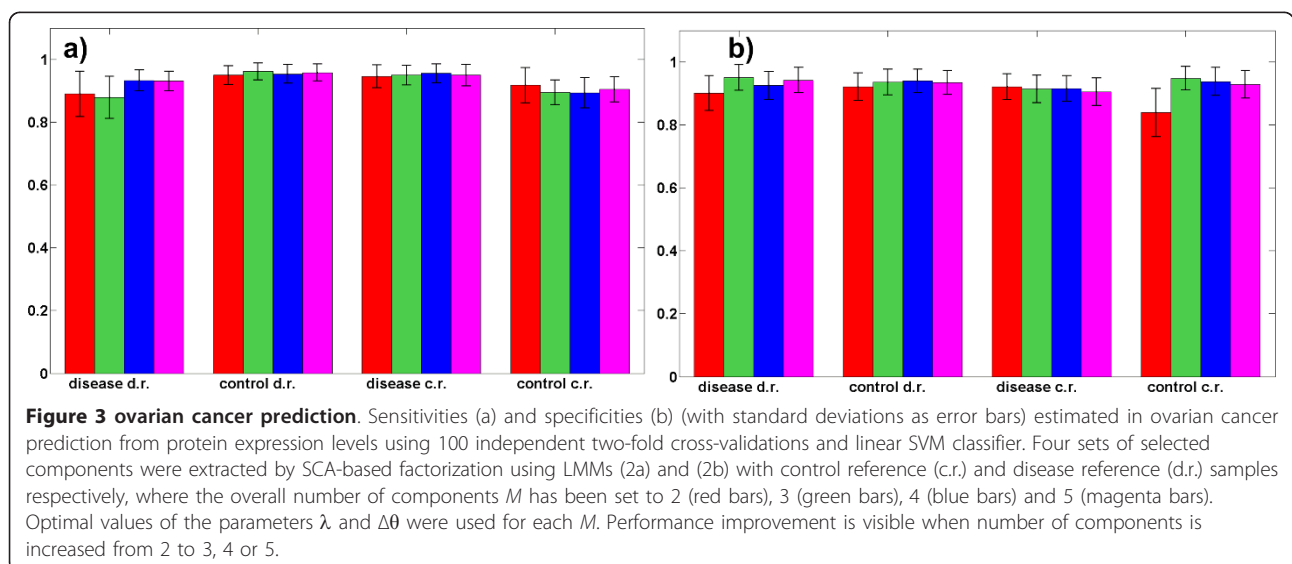 a)
1
0.8
0.6
0.4
0.2
0
disease d.r. control d.r. disease c.r. control c.r.
b)
1
0.8
0.6
0.4
0.2
0
disease d.r. control d.r. disease c.r. control c.r.
Figure 3 ovarian cancer prediction. Sensitivities (a) and specificities (b) (with standard deviations as error bars) estimated in ovarian cancer
prediction from protein expression levels using 100 independent two-fold cross-validations and linear SVM classifier. Four sets of selected
components were extracted by SCA-based factorization using LMMs (2a) and (2b) with control reference (c.r.) and disease reference (d.r.) samples
respectively, where the overall number of components M has been set to 2 (red bars), 3 (green bars), 4 (blue bars) and 5 (magenta bars).
Optimal values of the parameters λ and Δθ were used for each M. Performance improvement is visible when number of components is
increased from 2 to 3, 4 or 5.